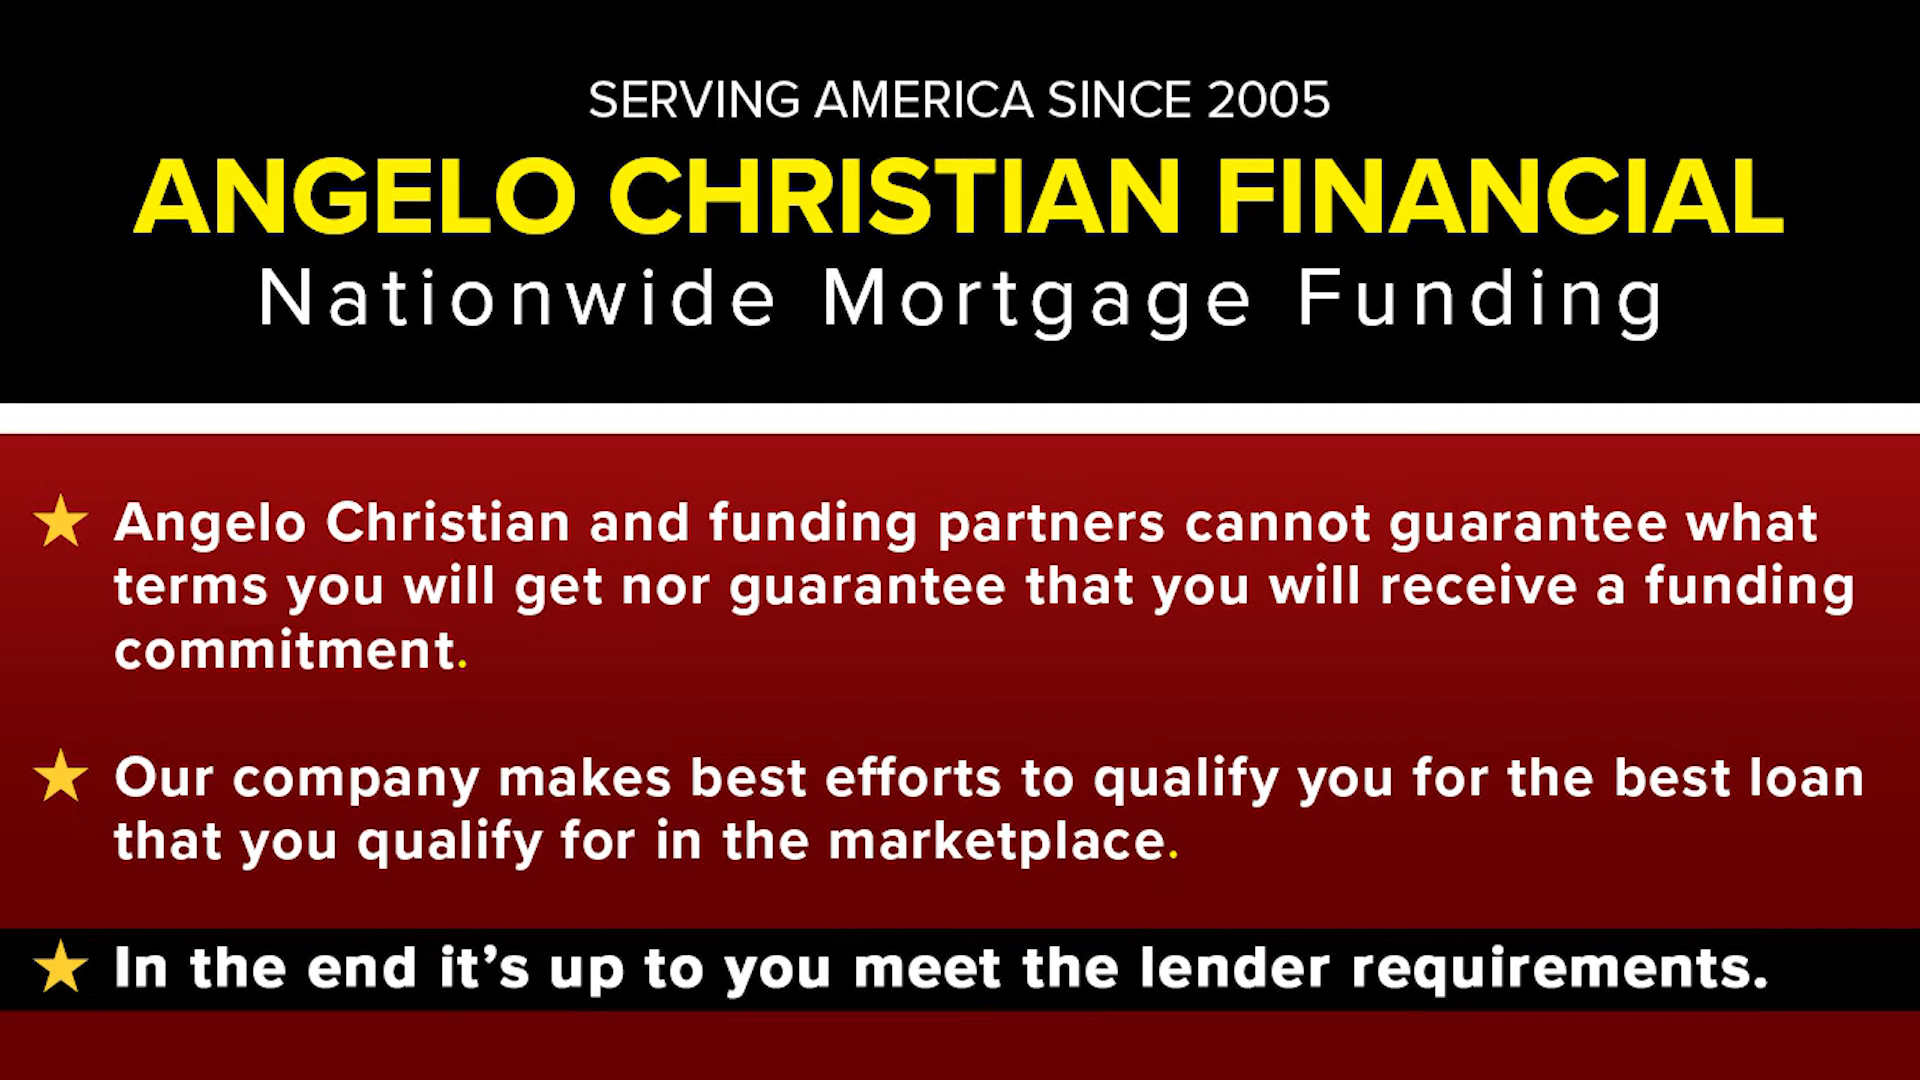 SERVING AMERICA SINCE 2005
ANGELO CHRISTIAN FINANCIAL
Nationwide Mortgage Funding
Angelo Christian and funding partners cannot guarantee what
terms you will get nor guarantee that you will receive a funding
commitment.
Our company makes best efforts to qualify you for the best loan
that you qualify for in the marketplace.
In the end it’s up to you meet the lender requirements.